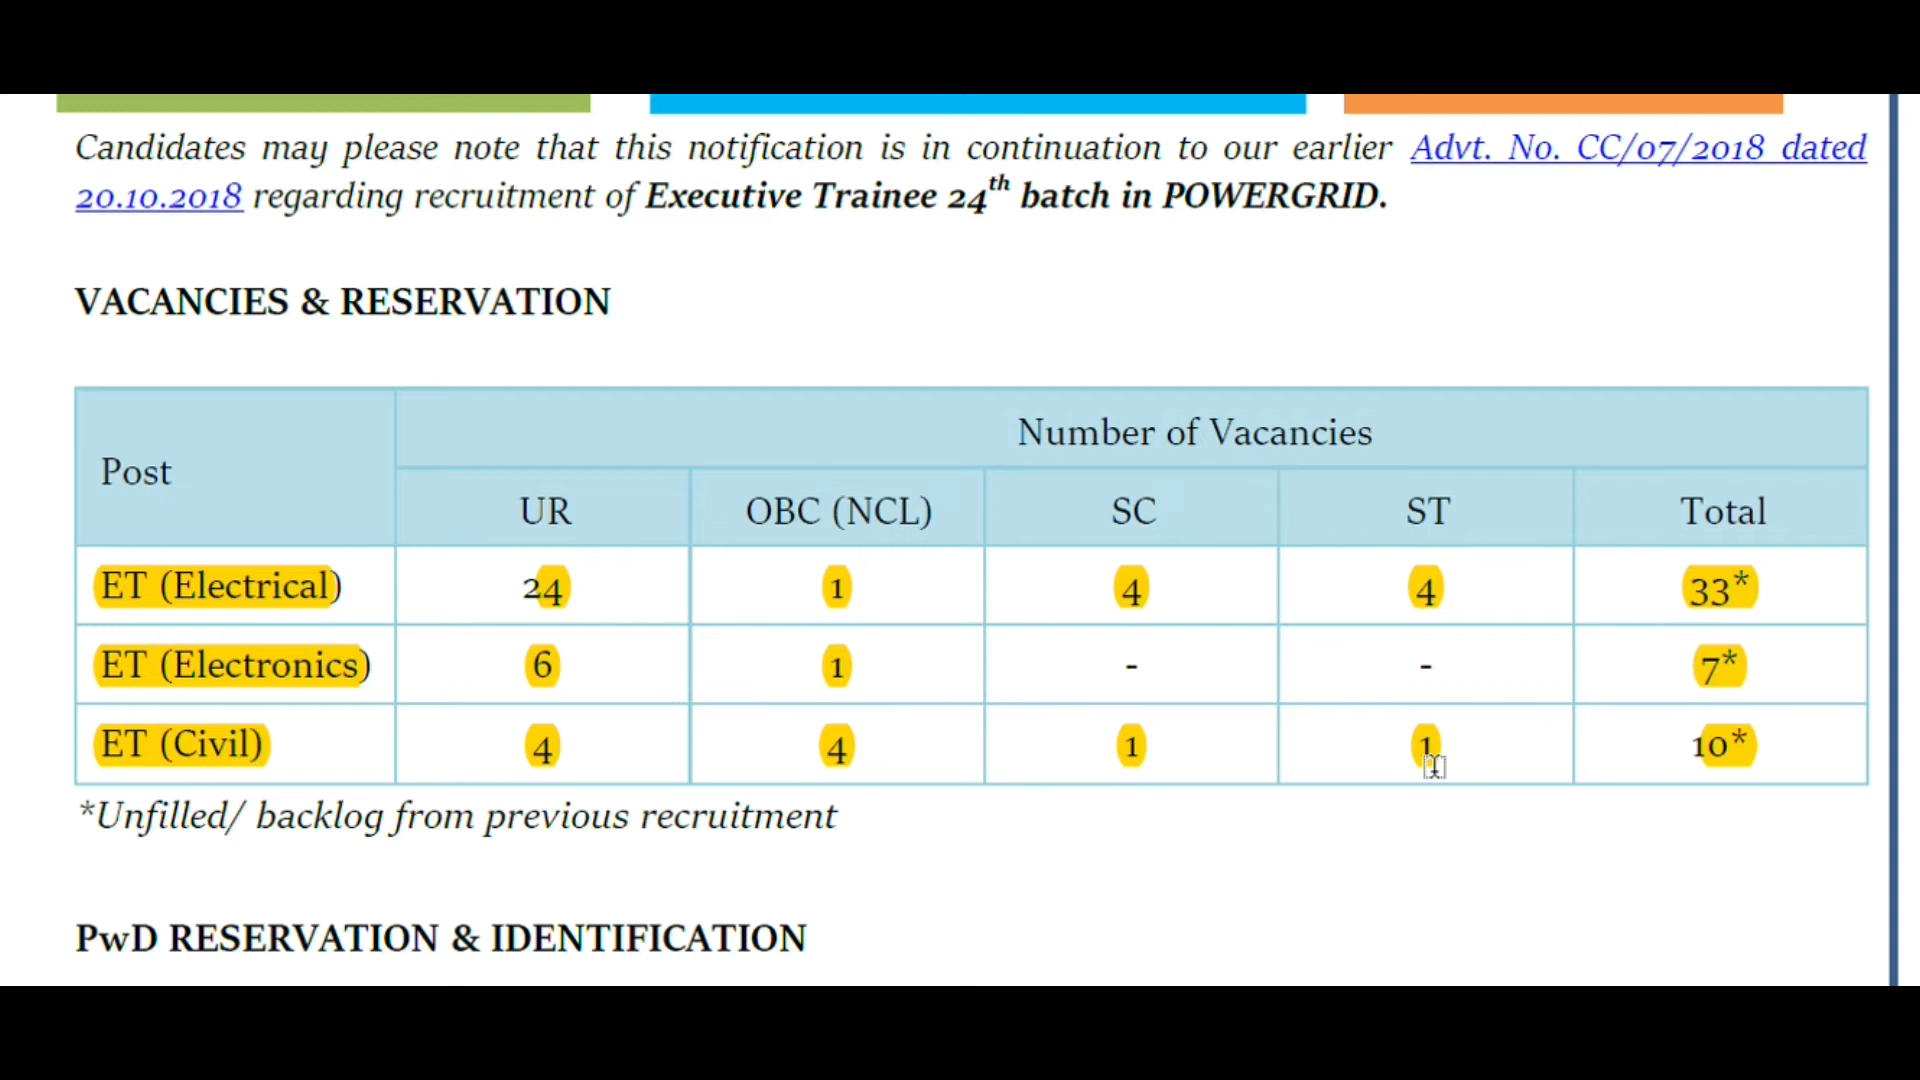 Candidates may please note that this notification is in continuation to our earlier Advt. No. CC/07/2018 dated
20.10.2018 regarding recruitment of Executive Trainee 24th batch in POWERGRID.
VACANCIES & RESERVATION
Post Number of Vacancies
UR OBC (NCL) SC ST Total
ET (Electrical) 24 1 4 4 33*
ET (Electronics) 6 1 - - 7*
ET (Civil) 4 4 1 1 10*
*Unfilled/ backlog from previous recruitment
PwD RESERVATION & IDENTIFICATION